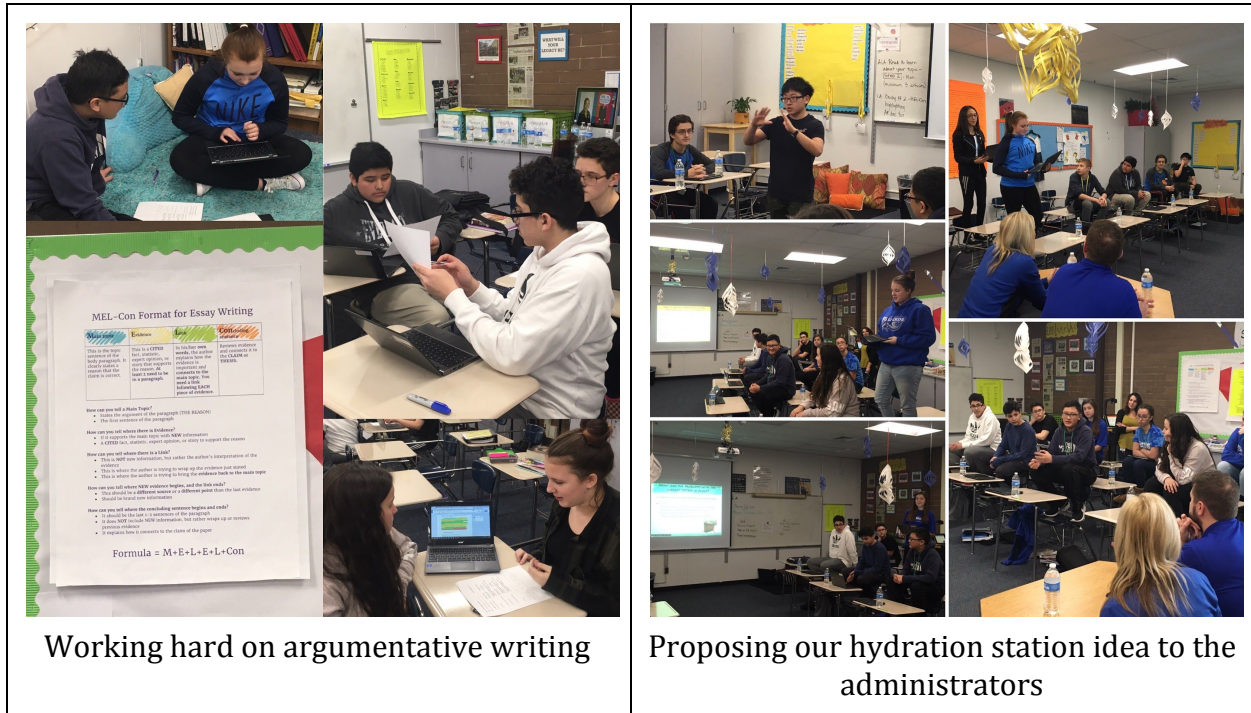 WHAT WILL
YOUR
LEGACY BE?
NIKE
MEL-Con Format for Essay Writing
Main topic
Evidence
Link
CONcluding
sentence
This is the topic
sentence of the
body paragraph. It
clearly states a
reason that the
claim is correct.
This is a CITED
fact, statistic,
expert opinion, or
story that supports
the reason. At
least 2 need to be
in a paragraph.
In his/her own
words, the author
explains how the
evidence is
important and
connects to the
main topic. You
need a link
following EACH
piece of evidence.
Reviews evidence
and connects it to
the CLAIM or
THESIS.
How can you tell a Main Topic?
• States the argument of the paragraph (THE REASON)
• The first sentence of the paragraph
How can you tell where there is Evidence?
• If it supports the main topic with NEW information
• A CITED fact, statistic, expert opinion, or story to support the reason
How can you tell where there is a Link?
• This is NOT new information, but rather the author's interpretation of the
evidence
• This is where the author is trying to wrap up the evidence just stated
• This is where the author is trying to bring the evidence back to the main topic
How can you tell where NEW evidence begins, and the link ends?
• This should be a different source or a different point than the last evidence
• Should be brand new information
How can you tell where the concluding sentence begins and ends?
• It should be the last 1-2 sentences of the paragraph
• It does NOT include NEW information, but rather wraps up or reviews
previous evidence
• It explains how it connects to the claim of the paper
Formula = M+E+L+E+L+Con
Working hard on argumentative writing
NIKE
Proposing our hydration station idea to the
administrators